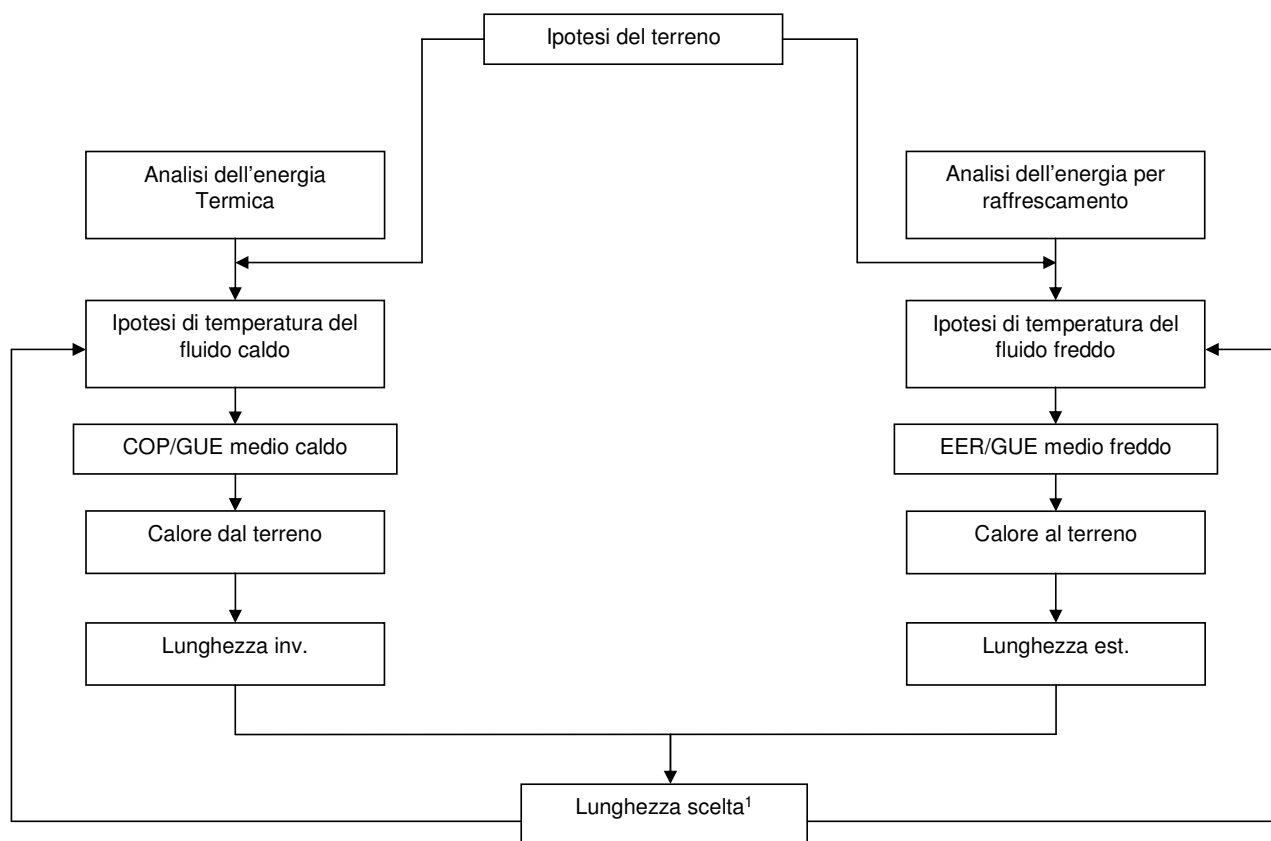 Ipotesi del terreno
Analisi dell'energia
Termica
Analisi dell'energia per
raffrescamento
Ipotesi di temperatura del
fluido caldo
Ipotesi di temperatura del
fluido freddo
COP/GUE medio caldo
EER/GUE medio freddo
Calore dal terreno
Calore al terreno
Lunghezza inv.
Lunghezza est.
Lunghezza scelta¹